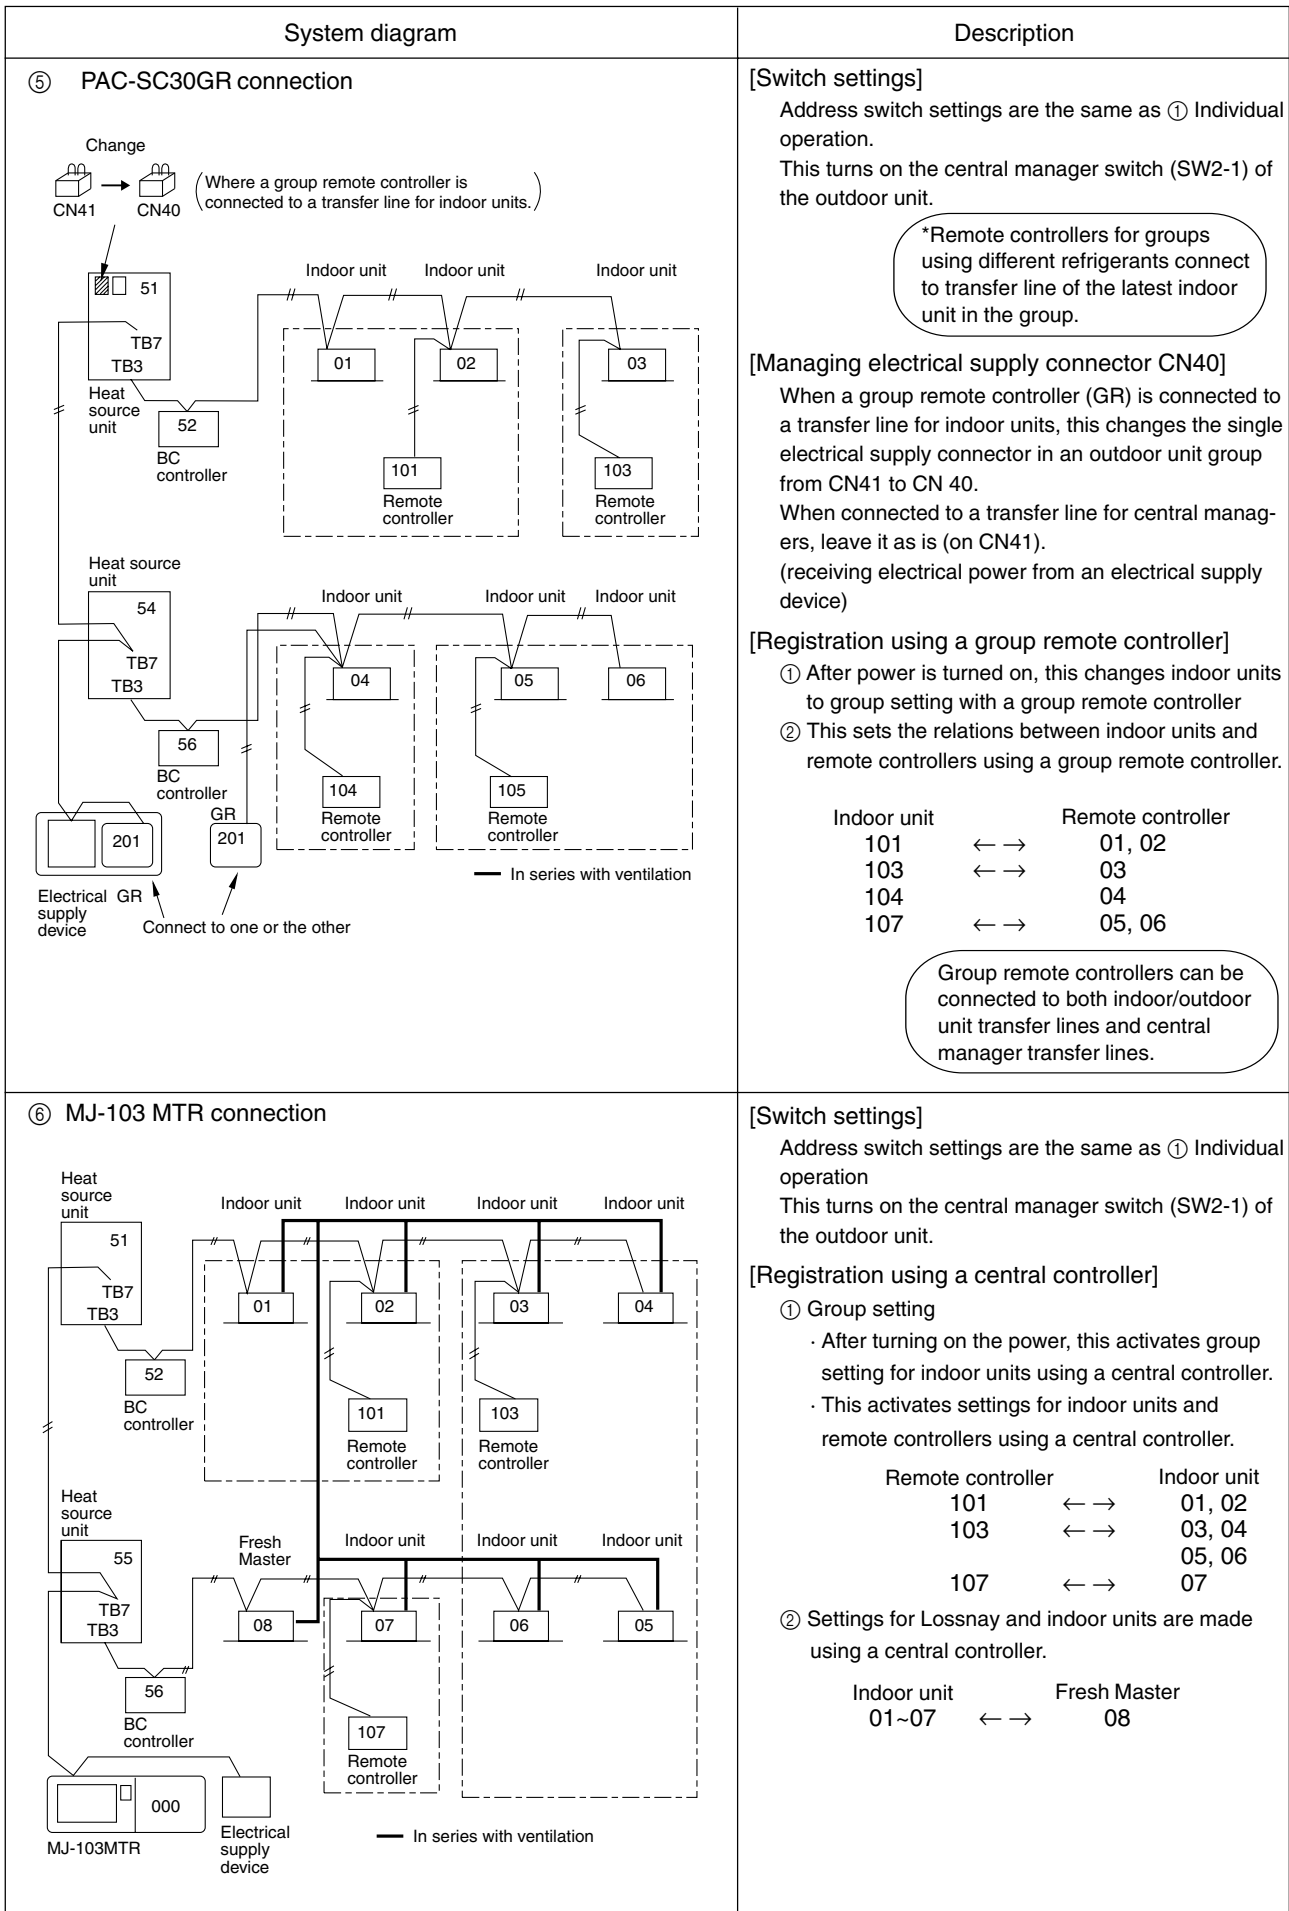 System diagram
Description
⑤ PAC-SC30GR connection
Change
CN41 → CN40
(Where a group remote controller is
connected to a transfer line for indoor units.)
51
TB7
TB3
Heat
source
unit
52
BC
controller
Indoor unit Indoor unit Indoor unit
01 02 03
101
Remote
controller
103
Remote
controller
Heat source
unit
54
TB7
TB3
56
BC
controller
Indoor unit Indoor unit Indoor unit
04 05 06
104
Remote
controller
105
Remote
controller
GR
201
201
Electrical GR
supply
device
Connect to one or the other
In series with ventilation
[Switch settings]
Address switch settings are the same as ① Individual
operation.
This turns on the central manager switch (SW2-1) of
the outdoor unit.
*Remote controllers for groups
using different refrigerants connect
to transfer line of the latest indoor
unit in the group.
[Managing electrical supply connector CN40]
When a group remote controller (GR) is connected to
a transfer line for indoor units, this changes the single
electrical supply connector in an outdoor unit group
from CN41 to CN 40.
When connected to a transfer line for central manag-
ers, leave it as is (on CN41).
(receiving electrical power from an electrical supply
device)
[Registration using a group remote controller]
① After power is turned on, this changes indoor units
to group setting with a group remote controller
② This sets the relations between indoor units and
remote controllers using a group remote controller.
Indoor unit Remote controller
101 ← → 01, 02
103 ← → 03
104 04
107 ← → 05, 06
Group remote controllers can be
connected to both indoor/outdoor
unit transfer lines and central
manager transfer lines.
⑥ MJ-103 MTR connection
Heat
source
unit
51
TB7
TB3
52
BC
controller
Indoor unit Indoor unit Indoor unit Indoor unit
01 02 03 04
101
Remote
controller
103
Remote
controller
Heat
source
unit
55
TB7
TB3
56
BC
controller
Fresh
Master
Indoor unit Indoor unit Indoor unit
08 07 06 05
107
Remote
controller
000
MJ-103MTR
Electrical
supply
device
In series with ventilation
[Switch settings]
Address switch settings are the same as ① Individual
operation
This turns on the central manager switch (SW2-1) of
the outdoor unit.
[Registration using a central controller]
① Group setting
· After turning on the power, this activates group
setting for indoor units using a central controller.
· This activates settings for indoor units and
remote controllers using a central controller.
Remote controller Indoor unit
101 ← → 01, 02
103 ← → 03, 04
05, 06
107 ← → 07
② Settings for Lossnay and indoor units are made
using a central controller.
Indoor unit Fresh Master
01~07 ← → 08